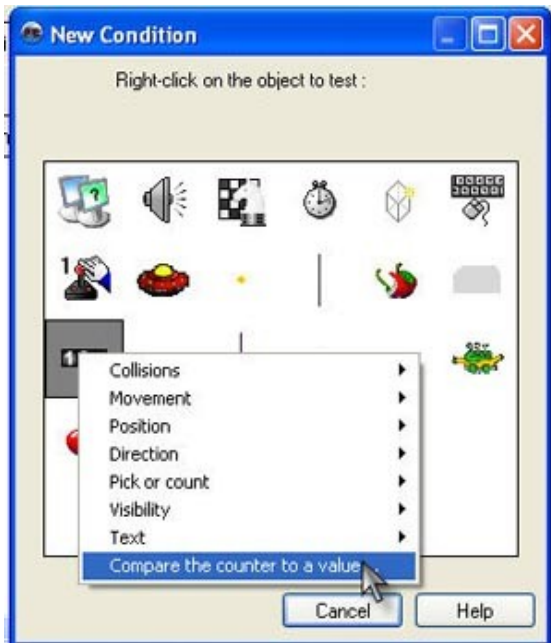 New Condition
Right-click on the object to test :
Collisions
Movement
Position
Direction
Pick or count
Visibility
Text
Compare the counter to a value
Cancel
Help